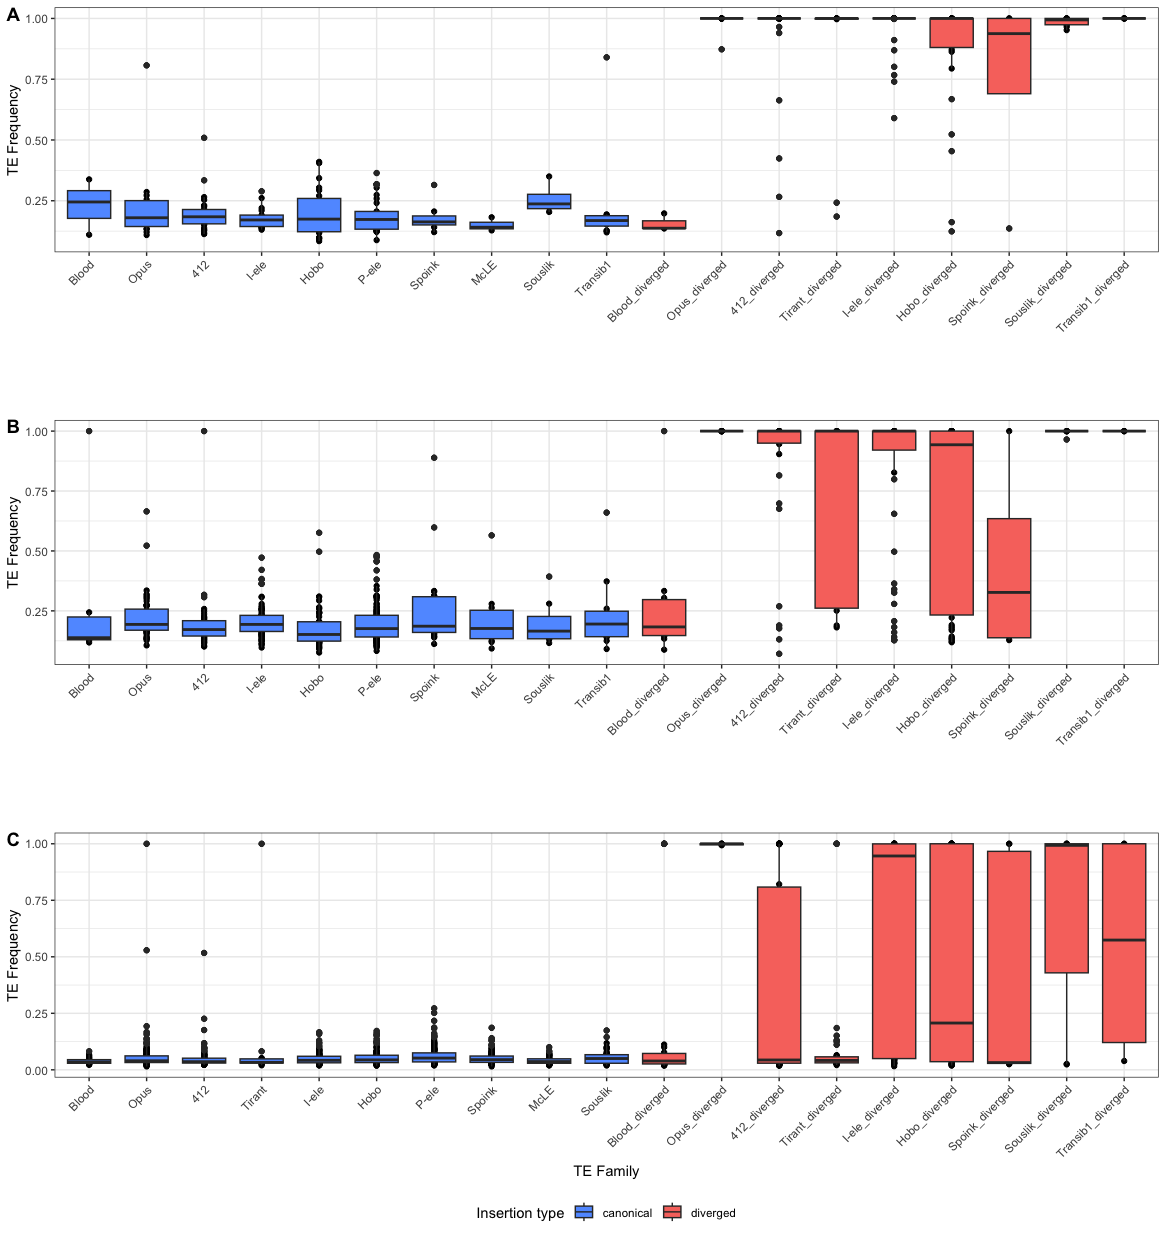 A
TE Frequency
1.00
0.75
0.50
0.25
Blood
Opus
412
I-ele
Hobo
P-ele
Spoink
McLE
Souslik
Transib1
Blood_diverged
Opus_diverged
412_diverged
Tirant_diverged
I-ele_diverged
Hobo_diverged
Spoink_diverged
Souslik_diverged
Transib1_diverged
B
TE Frequency
1.00
0.75
0.50
0.25
Blood
Opus
412
I-ele
Hobo
P-ele
Spoink
McLE
Souslik
Transib1
Blood_diverged
Opus_diverged
412_diverged
Tirant_diverged
I-ele_diverged
Hobo_diverged
Spoink_diverged
Souslik_diverged
Transib1_diverged
C
TE Frequency
1.00
0.75
0.50
0.25
0.00
Blood
Opus
412
Tirant
I-ele
Hobo
P-ele
Spoink
McLE
Souslik
Blood_diverged
Opus_diverged
412_diverged
Tirant_diverged
I-ele_diverged
Hobo_diverged
Spoink_diverged
Souslik_diverged
Transib1_diverged
TE Family
Insertion type canonical diverged